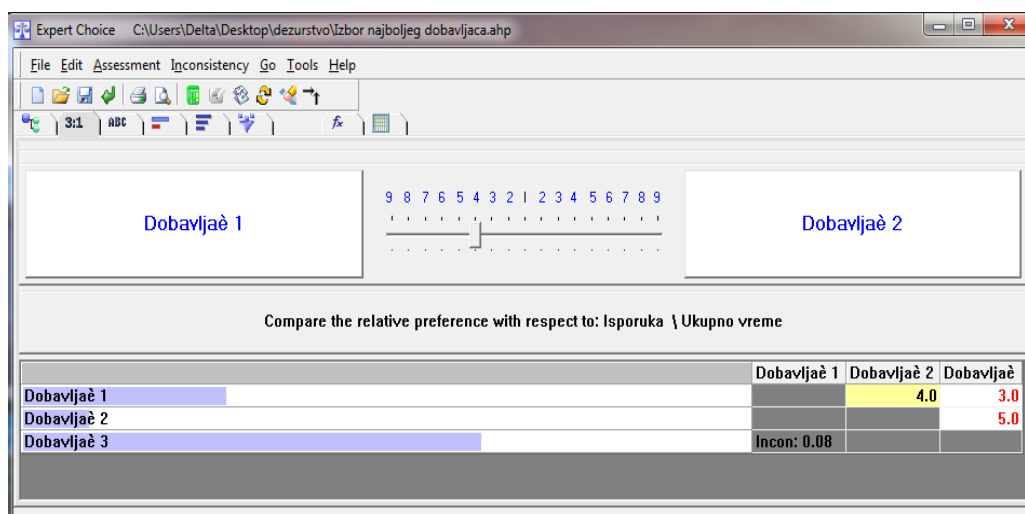 Expert Choice C:\Users\Delta\Desktop\dezurstvo\Izbor najboljeg dobavljaca.ahp
File Edit Assessment Inconsistency Go Tools Help
3:1 ABC fx
9 8 7 6 5 4 3 2 1 2 3 4 5 6 7 8 9
Dobavljaè 1
Dobavljaè 2
Compare the relative preference with respect to: Isporuka \ Ukupno vreme
Dobavljaè 1 Dobavljaè 2 Dobavljaè
Dobavljaè 1 4.0 3.0
Dobavljaè 2 5.0
Dobavljaè 3 Incon: 0.08